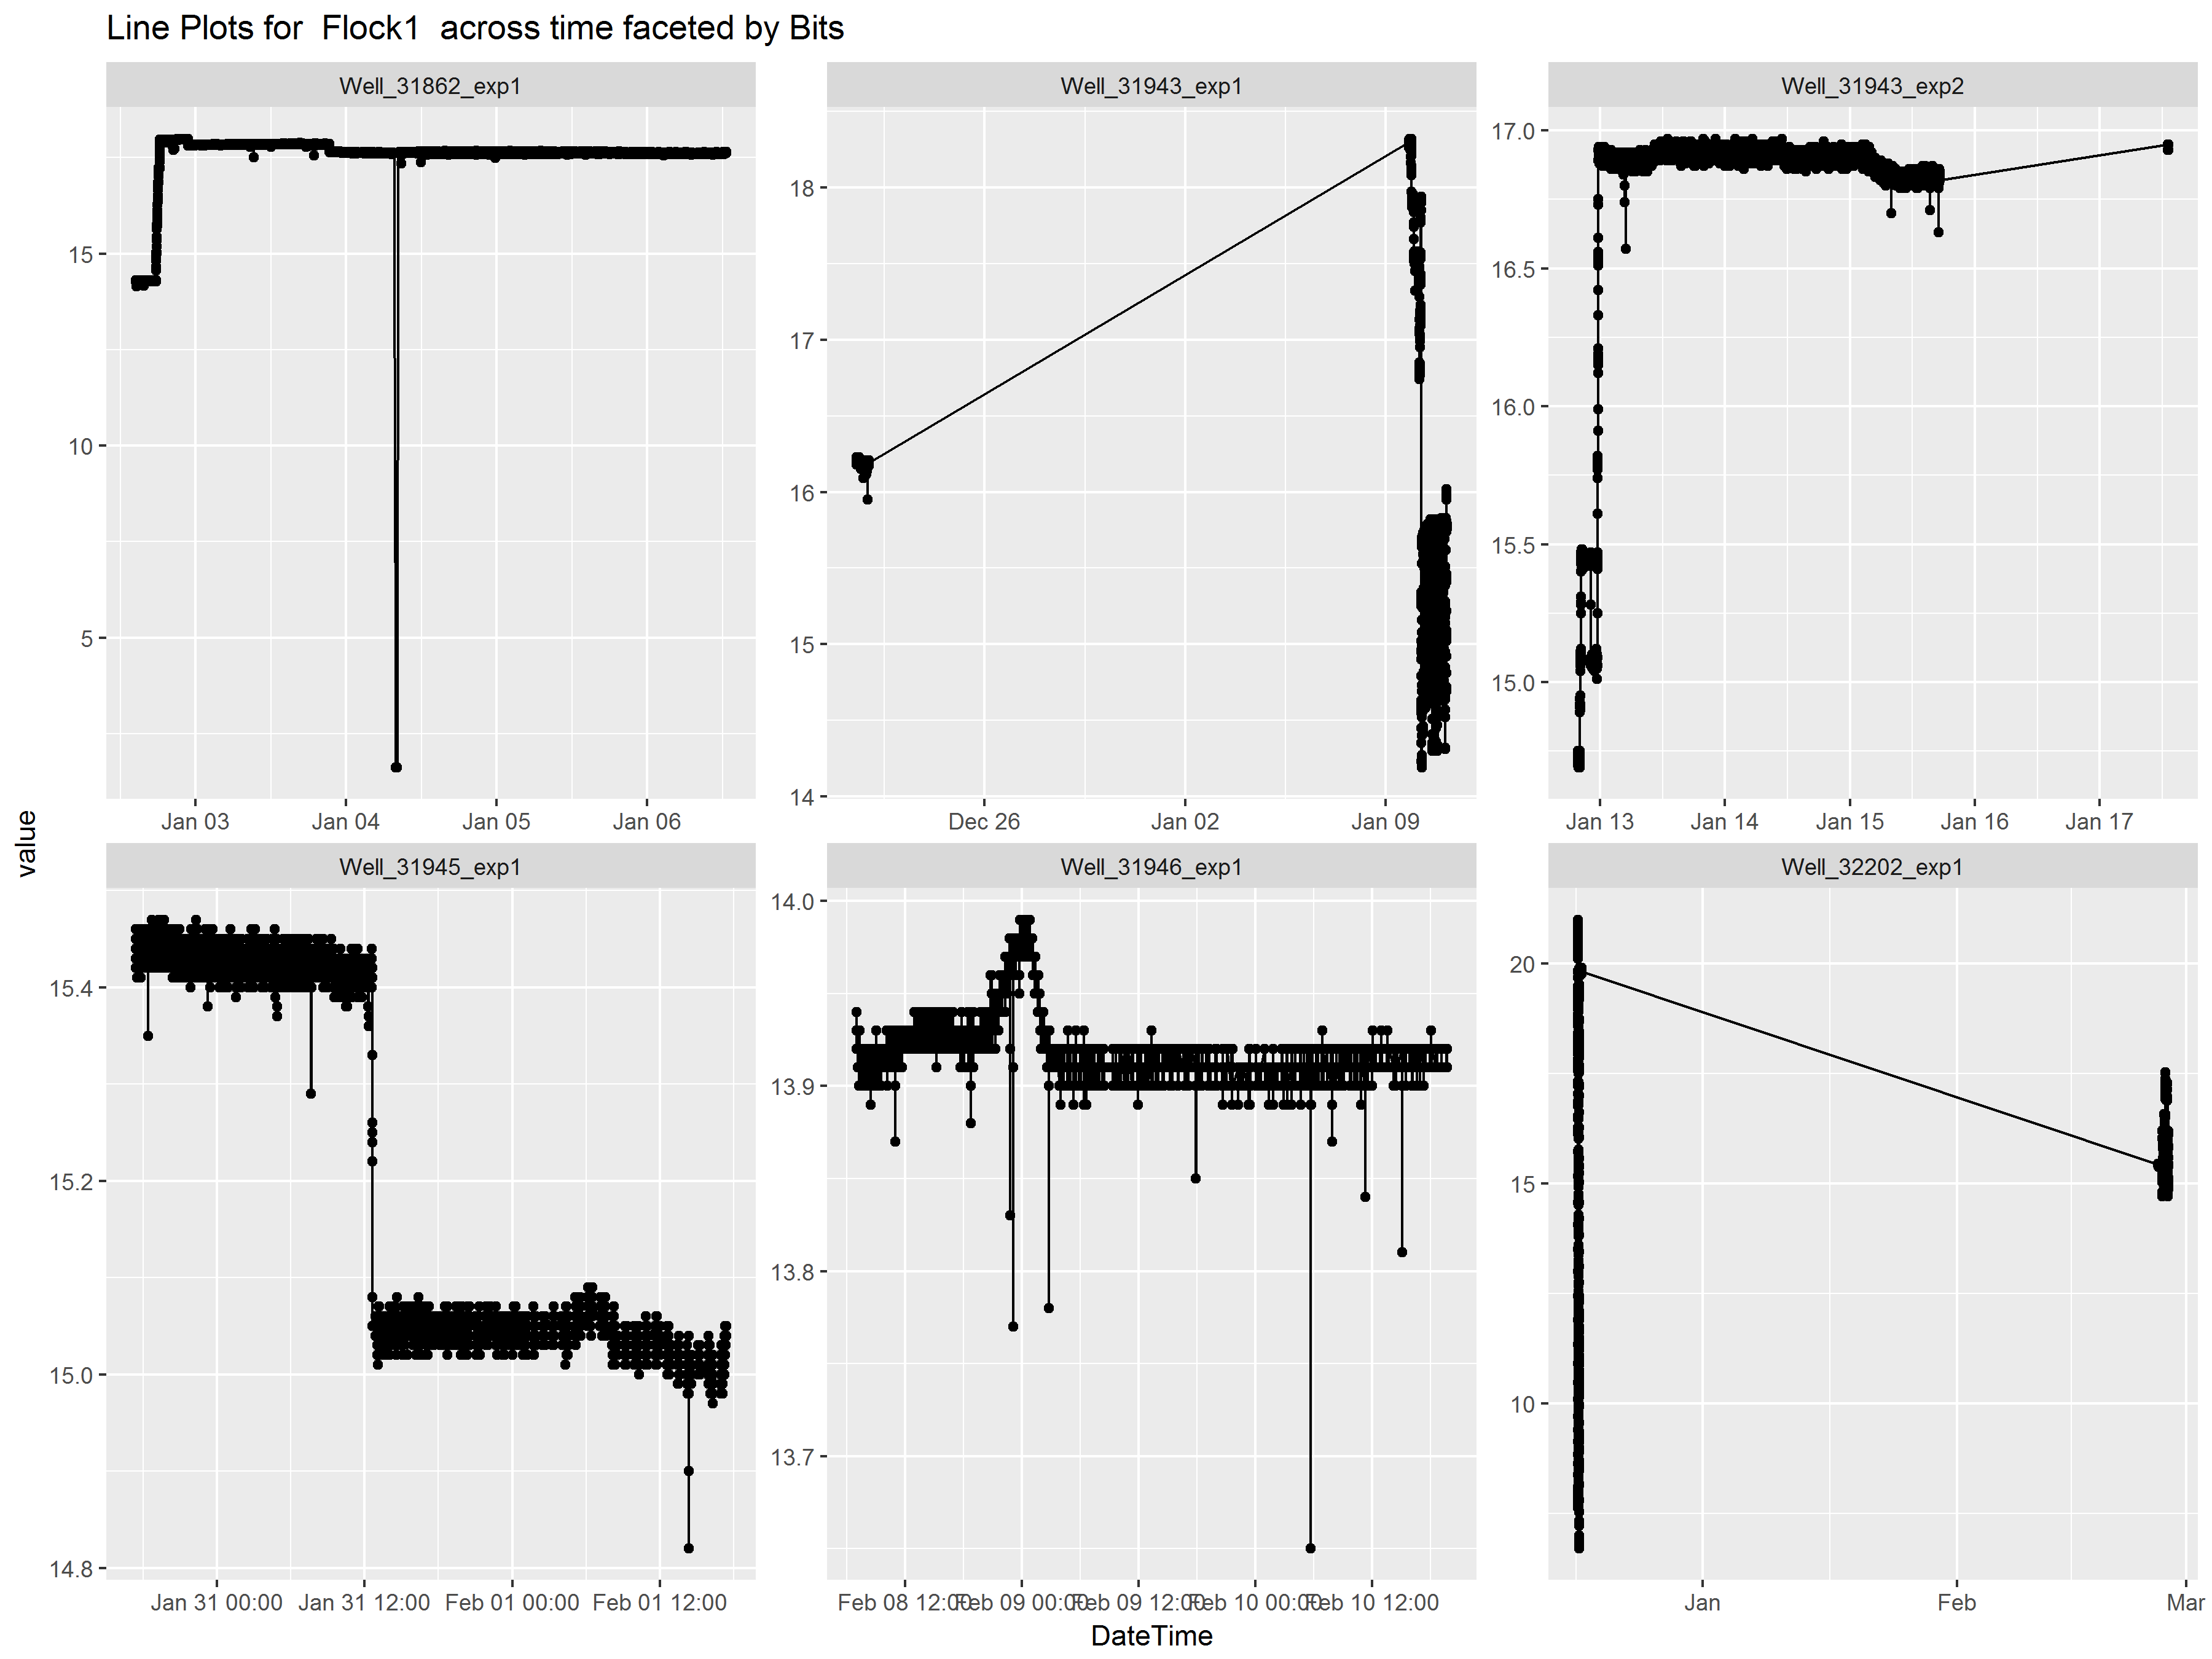 Line Plots for  Flock1  across time faceted by Bits
Well_31862_exp1
Well_31943_exp1
Well_31943_exp2
15
10
5
Jan 03 Jan 04 Jan 05 Jan 06
18
17
16
15
14
Dec 26 Jan 02 Jan 09
17.0
16.5
16.0
15.5
15.0
Jan 13 Jan 14 Jan 15 Jan 16 Jan 17
value
Well_31945_exp1
Well_31946_exp1
Well_32202_exp1
15.4
15.2
15.0
14.8
Jan 31 00:00 Jan 31 12:00 Feb 01 00:00 Feb 01 12:00
14.0
13.9
13.8
13.7
Feb 08 12:00 Feb 09 00:00 Feb 09 12:00 Feb 10 00:00 Feb 10 12:00
20
15
10
Jan Feb Mar
DateTime